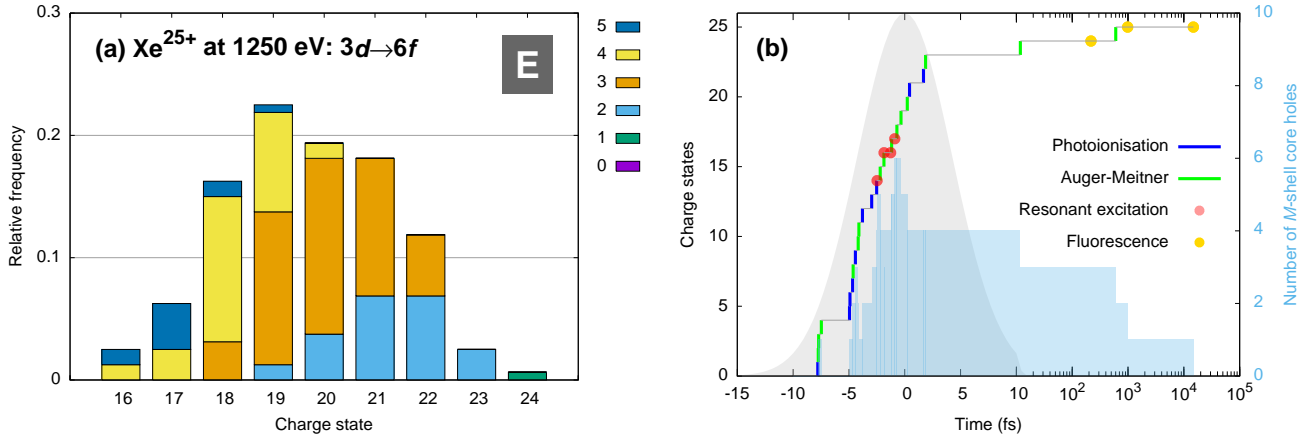 (a) Xe25+ at 1250 eV: 3d→6f
E
0.3
0.2
0.1
0
Relative frequency
16 17 18 19 20 21 22 23 24
Charge state
5
4
3
2
1
0
(b)
25
20
15
10
5
0
Charge states
Photoionisation
Auger-Meitner
Resonant excitation
Fluorescence
10
8
6
4
2
0
Number of M-shell core holes
-15 -10 -5 0 5 10 10² 10³ 10⁴ 10⁵
Time (fs)